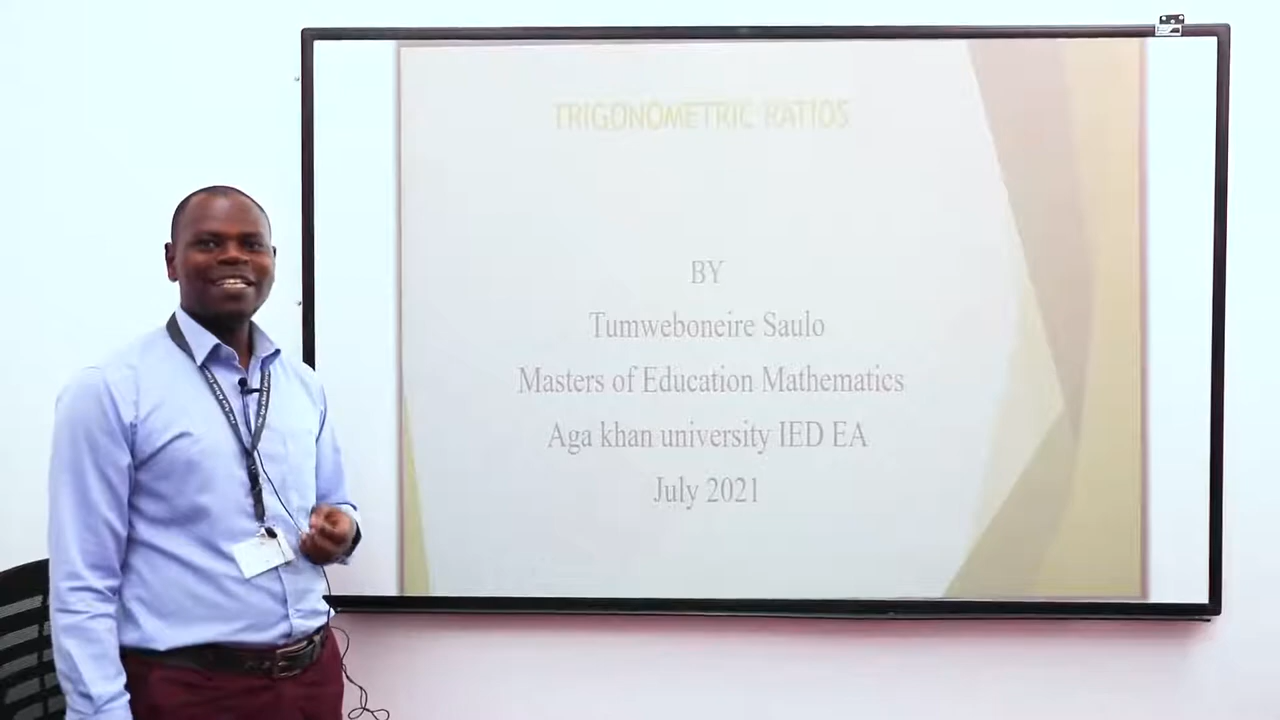 TRIGONOMETRIC RATIOS
BY
Tumweboneire Saulo
Masters of Education Mathematics
Aga khan university IED EA
July 2021